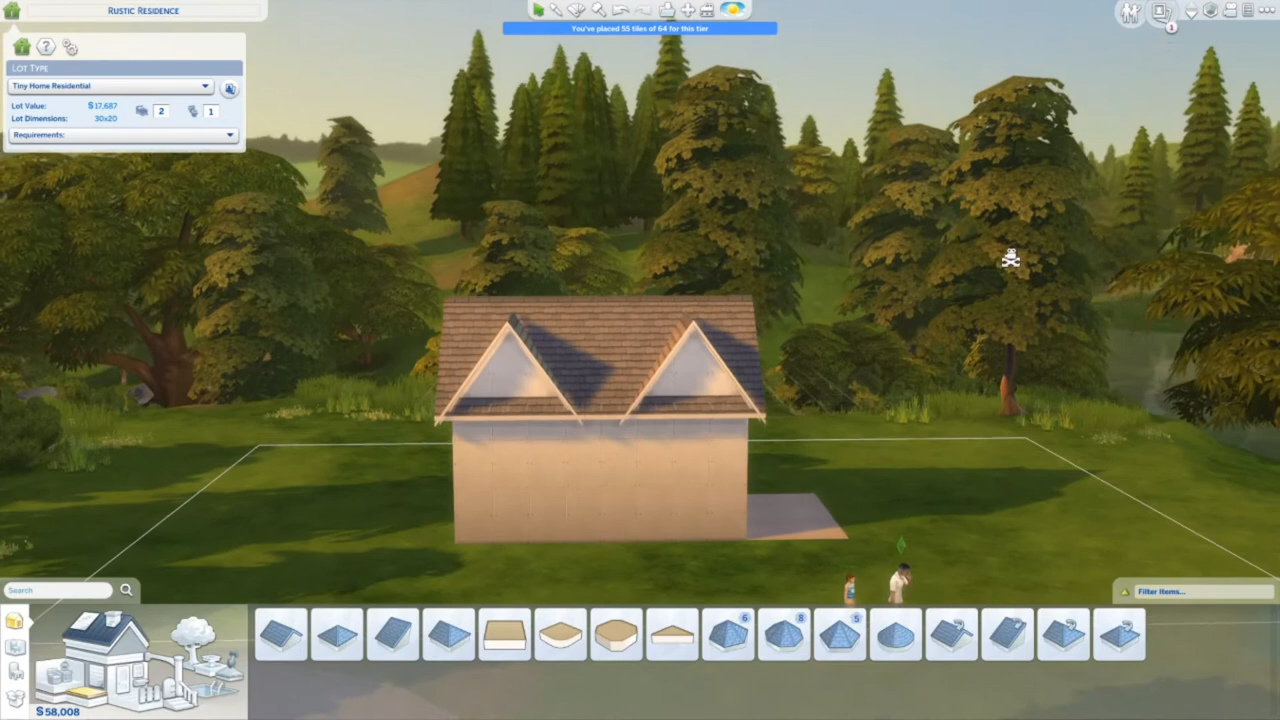 RUSTIC RESIDENCE
You've placed 55 tiles of 64 for this tier
1
LOT TYPE
Tiny Home Residential
Lot Value: $17,687 2 1
Lot Dimensions: 30x20
Requirements:
Search
Filter Items...
6 8 5
$58,008